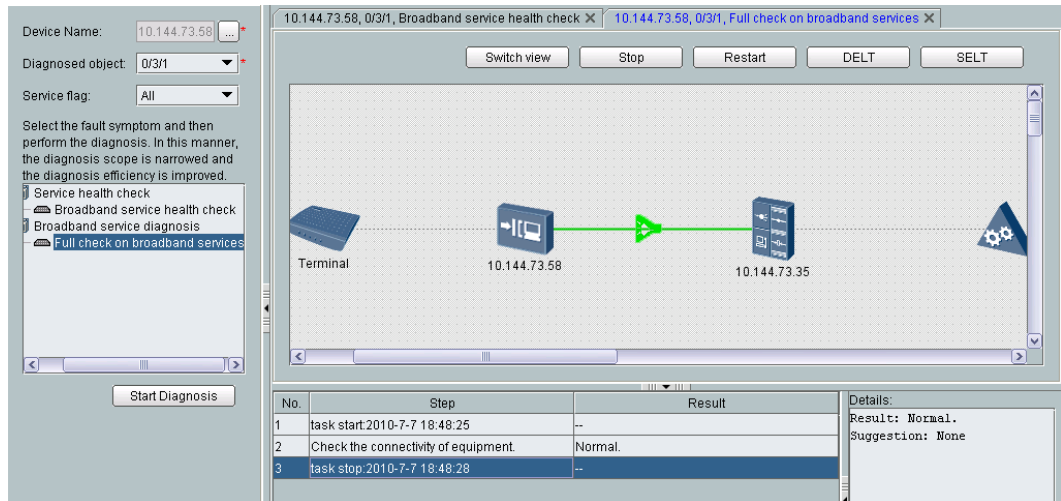 Device Name: 10.144.73.58 ... *
Diagnosed object: 0/3/1 *
Service flag: All
Select the fault symptom and then
perform the diagnosis. In this manner,
the diagnosis scope is narrowed and
the diagnosis efficiency is improved.
Service health check
Broadband service health check
Broadband service diagnosis
Full check on broadband services
Start Diagnosis
10.144.73.58, 0/3/1, Broadband service health check X 10.144.73.58, 0/3/1, Full check on broadband services X
Switch view Stop Restart DELT SELT
Terminal 10.144.73.58 10.144.73.35
No. Step Result
1 task start:2010-7-7 18:48:25 --
2 Check the connectivity of equipment. Normal.
3 task stop:2010-7-7 18:48:28 --
Details:
Result: Normal.
Suggestion: None